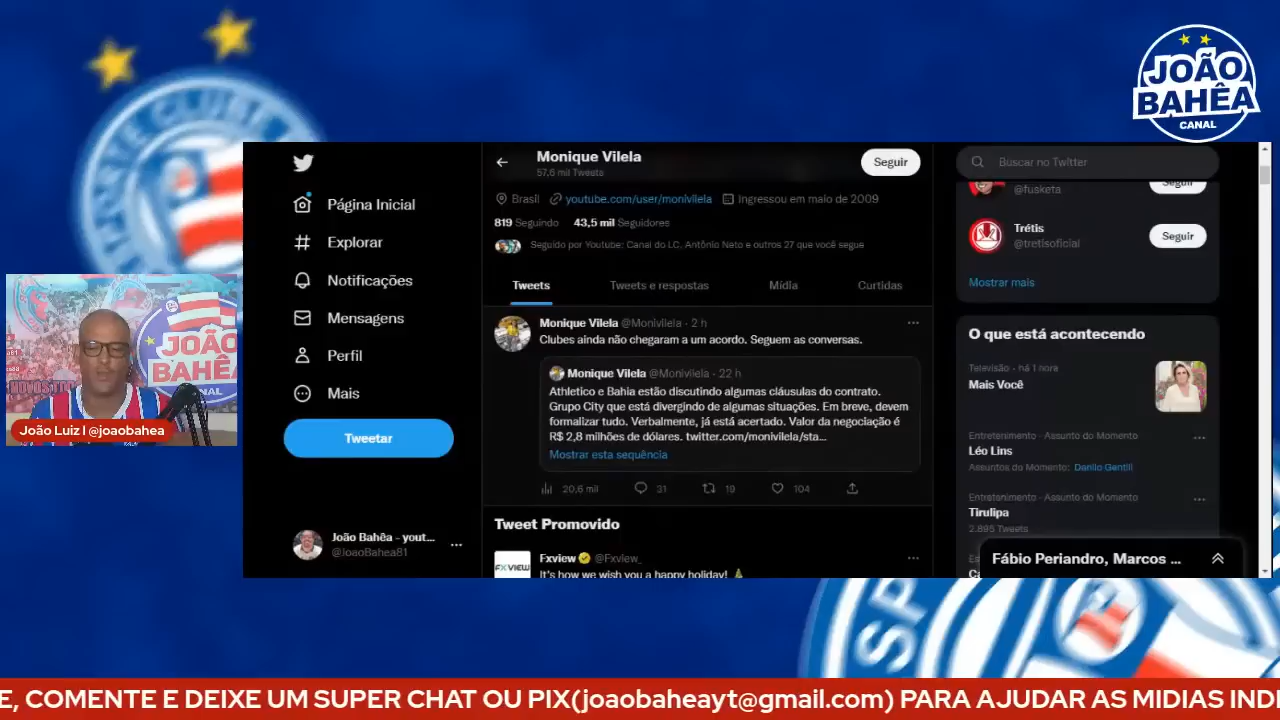 JOÃO
BAHÊA
CANAL
Página Inicial
Explorar
Notificações
Mensagens
Perfil
Mais
Tweetar
João Bahêa - yout...
@JoaoBahea81
Monique Vilela
57,6 mil Tweets
Seguir
Brasil youtube.com/user/monivilela Ingressou em maio de 2009
819 Seguindo 43,5 mil Seguidores
Seguido por Youtube: Canal do LC, Antônio Neto e outros 27 que você segue
Tweets Tweets e respostas Mídia Curtidas
Monique Vilela @Monivilela · 2 h
Clubes ainda não chegaram a um acordo. Seguem as conversas.
Monique Vilela @Monivilela · 22 h
Athletico e Bahia estão discutindo algumas cláusulas do contrato.
Grupo City que está divergindo de algumas situações. Em breve, devem
formalizar tudo. Verbalmente, já está acertado. Valor da negociação é
R$ 2,8 milhões de dólares. twitter.com/monivilela/sta...
Mostrar esta sequência
20,6 mil 31 19 104
Tweet Promovido
Fxview @Fxview_
It's how we wish you a happy holiday!
FXVIEW
Buscar no Twitter
@fusketa
Seguir
Trétis
@tretisoficial
Seguir
Mostrar mais
O que está acontecendo
Televisão · há 1 hora
Mais Você
Entretenimento · Assunto do Momento
Léo Lins
Assuntos do Momento: Danilo Gentili
Entretenimento · Assunto do Momento
Tirulipa
2.895 Tweets
Fábio Periandro, Marcos ...
JOÃO
BAHÊA
CANAL
João Luiz l @joaobahea
SP
E, COMENTE E DEIXE UM SUPER CHAT OU PIX(joaobaheayt@gmail.com) PARA AJUDAR AS MIDIAS INDE